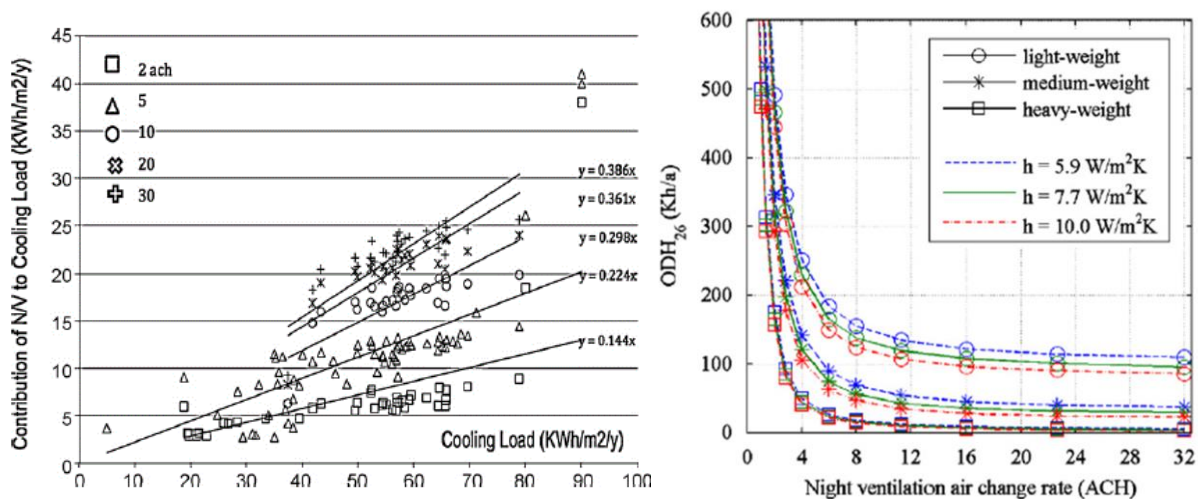 Contribution of N/V to Cooling Load (KWh/m2/y)
45
40
35
30
25
20
15
10
5
0
2 ach
5
10
20
30
y = 0.386x
y = 0.361x
y = 0.298x
y = 0.224x
y = 0.144x
Cooling Load (KWh/m2/y)
0 10 20 30 40 50 60 70 80 90 100
ODH26 (Kh/a)
600
500
400
300
200
100
0
light-weight
medium-weight
heavy-weight
h = 5.9 W/m²K
h = 7.7 W/m²K
h = 10.0 W/m²K
0 4 8 12 16 20 24 28 32
Night ventilation air change rate (ACH)